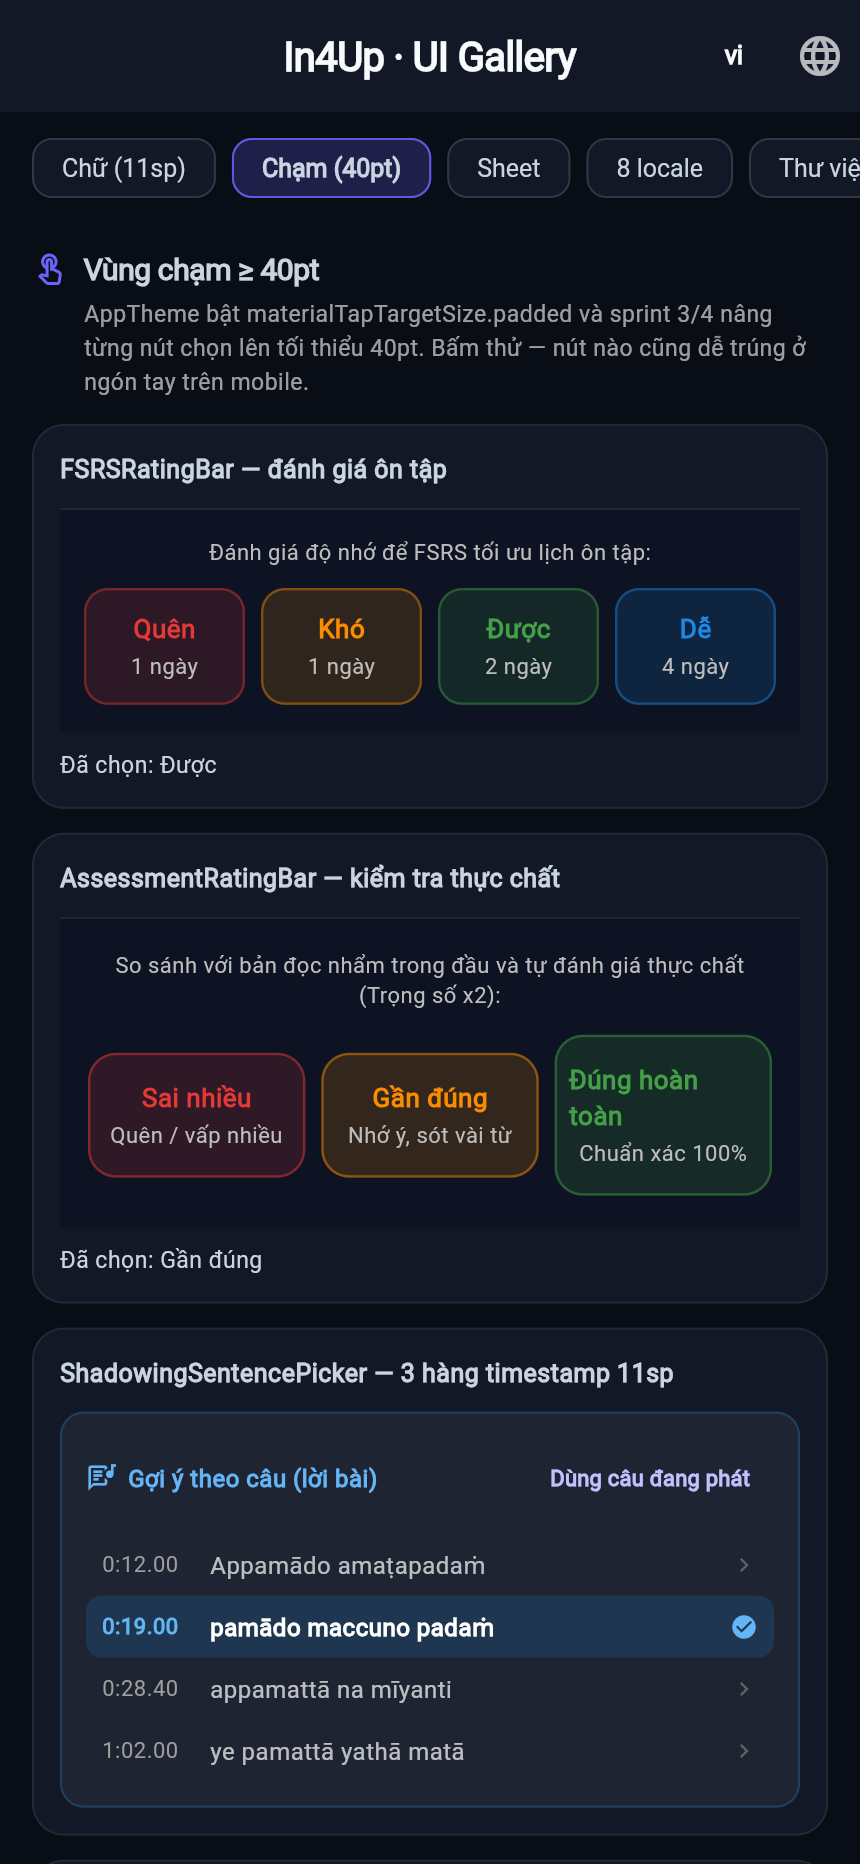 In4Up · UI Gallery
vi
Chữ (11sp)
Chạm (40pt)
Sheet
8 locale
Thư việ
Vùng chạm ≥ 40pt
AppTheme bật materialTapTargetSize.padded và sprint 3/4 nâng
từng nút chọn lên tối thiểu 40pt. Bấm thử — nút nào cũng dễ trúng ở
ngón tay trên mobile.
FSRSRatingBar — đánh giá ôn tập
Đánh giá độ nhớ để FSRS tối ưu lịch ôn tập:
Quên
1 ngày
Khó
1 ngày
Được
2 ngày
Dễ
4 ngày
Đã chọn: Được
AssessmentRatingBar — kiểm tra thực chất
So sánh với bản đọc nhẩm trong đầu và tự đánh giá thực chất
(Trọng số x2):
Sai nhiều
Quên / vấp nhiều
Gần đúng
Nhớ ý, sót vài từ
Đúng hoàn
toàn
Chuẩn xác 100%
Đã chọn: Gần đúng
ShadowingSentencePicker — 3 hàng timestamp 11sp
Gợi ý theo câu (lời bài)
Dùng câu đang phát
0:12.00 Appamādo amaṭapadaṁ
0:19.00 pamādo maccuno padaṁ
0:28.40 appamattā na mīyanti
1:02.00 ye pamattā yathā matā